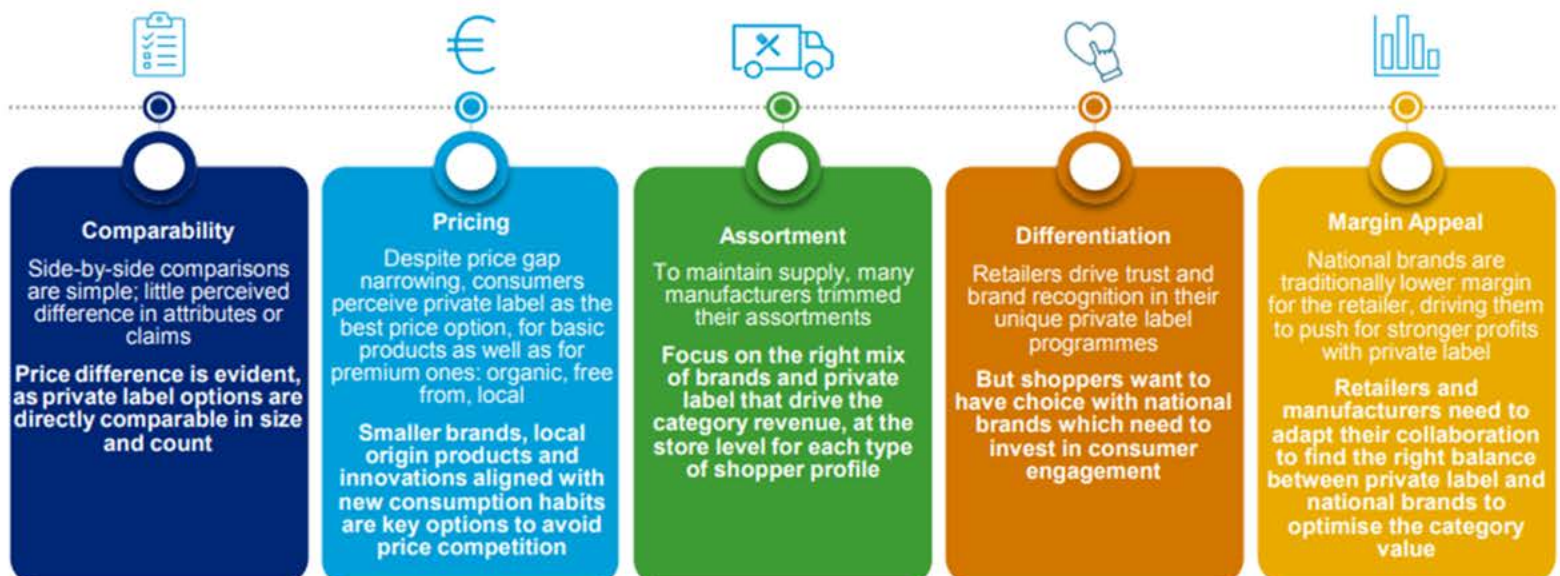 Comparability
Side-by-side comparisons
are simple; little perceived
difference in attributes or
claims
Price difference is evident,
as private label options are
directly comparable in size
and count
Pricing
Despite price gap
narrowing, consumers
perceive private label as the
best price option, for basic
products as well as for
premium ones: organic, free
from, local
Smaller brands, local
origin products and
innovations aligned with
new consumption habits
are key options to avoid
price competition
Assortment
To maintain supply, many
manufacturers trimmed
their assortments
Focus on the right mix
of brands and private
label that drive the
category revenue, at the
store level for each type
of shopper profile
Differentiation
Retailers drive trust and
brand recognition in their
unique private label
programmes
But shoppers want to
have choice with national
brands which need to
invest in consumer
engagement
Margin Appeal
National brands are
traditionally lower margin
for the retailer, driving them
to push for stronger profits
with private label
Retailers and
manufacturers need to
adapt their collaboration
to find the right balance
between private label and
national brands to
optimise the category
value